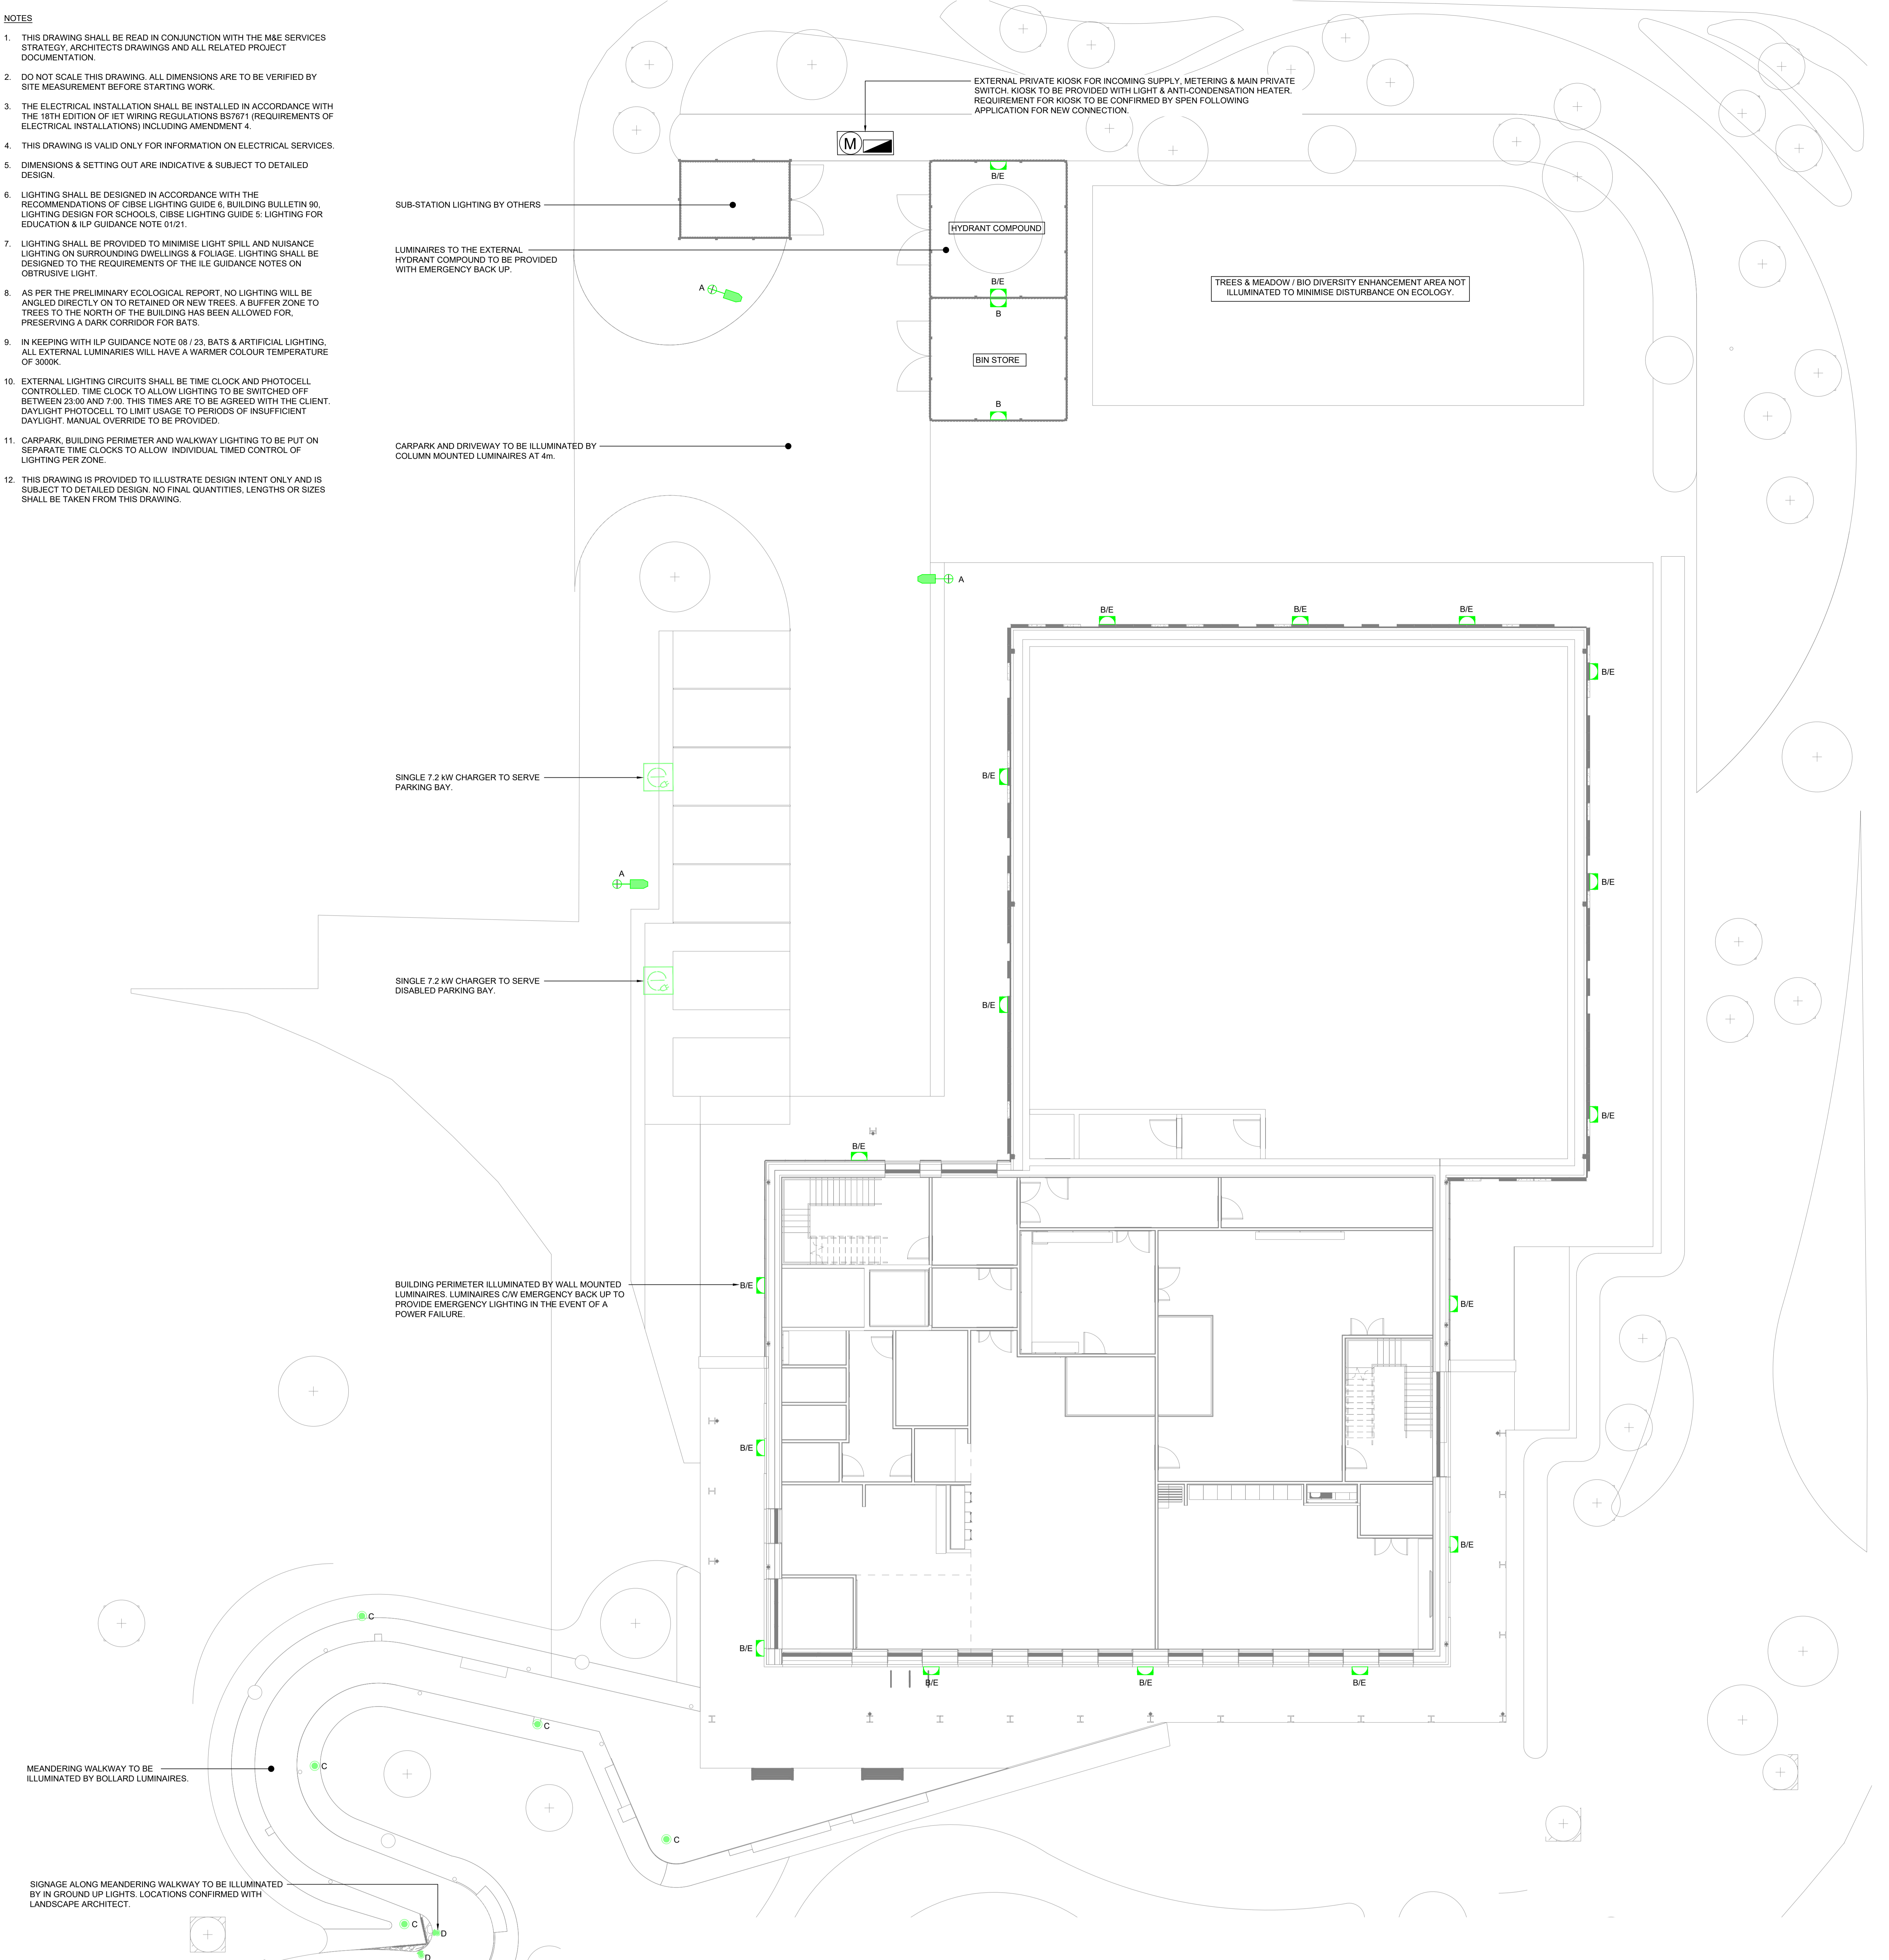 NOTES
1. THIS DRAWING SHALL BE READ IN CONJUNCTION WITH THE M&E SERVICES
STRATEGY, ARCHITECTS DRAWINGS AND ALL RELATED PROJECT
DOCUMENTATION.
2. DO NOT SCALE THIS DRAWING. ALL DIMENSIONS ARE TO BE VERIFIED BY
SITE MEASUREMENT BEFORE STARTING WORK.
3. THE ELECTRICAL INSTALLATION SHALL BE INSTALLED IN ACCORDANCE WITH
THE 18TH EDITION OF IET WIRING REGULATIONS BS7671 (REQUIREMENTS OF
ELECTRICAL INSTALLATIONS) INCLUDING AMENDMENT 4.
4. THIS DRAWING IS VALID ONLY FOR INFORMATION ON ELECTRICAL SERVICES.
5. DIMENSIONS & SETTING OUT ARE INDICATIVE & SUBJECT TO DETAILED
DESIGN.
6. LIGHTING SHALL BE DESIGNED IN ACCORDANCE WITH THE
RECOMMENDATIONS OF CIBSE LIGHTING GUIDE 6, BUILDING BULLETIN 90,
LIGHTING DESIGN FOR SCHOOLS, CIBSE LIGHTING GUIDE 5: LIGHTING FOR
EDUCATION & ILP GUIDANCE NOTE 01/21.
7. LIGHTING SHALL BE PROVIDED TO MINIMISE LIGHT SPILL AND NUISANCE
LIGHTING ON SURROUNDING DWELLINGS & FOLIAGE. LIGHTING SHALL BE
DESIGNED TO THE REQUIREMENTS OF THE ILE GUIDANCE NOTES ON
OBTRUSIVE LIGHT.
8. AS PER THE PRELIMINARY ECOLOGICAL REPORT, NO LIGHTING WILL BE
ANGLED DIRECTLY ON TO RETAINED OR NEW TREES. A BUFFER ZONE TO
TREES TO THE NORTH OF THE BUILDING HAS BEEN ALLOWED FOR,
PRESERVING A DARK CORRIDOR FOR BATS.
9. IN KEEPING WITH ILP GUIDANCE NOTE 08 / 23, BATS & ARTIFICIAL LIGHTING,
ALL EXTERNAL LUMINARIES WILL HAVE A WARMER COLOUR TEMPERATURE
OF 3000K.
10. EXTERNAL LIGHTING CIRCUITS SHALL BE TIME CLOCK AND PHOTOCELL
CONTROLLED. TIME CLOCK TO ALLOW LIGHTING TO BE SWITCHED OFF
BETWEEN 23:00 AND 7:00. THIS TIMES ARE TO BE AGREED WITH THE CLIENT.
DAYLIGHT PHOTOCELL TO LIMIT USAGE TO PERIODS OF INSUFFICIENT
DAYLIGHT. MANUAL OVERRIDE TO BE PROVIDED.
11. CARPARK, BUILDING PERIMETER AND WALKWAY LIGHTING TO BE PUT ON
SEPARATE TIME CLOCKS TO ALLOW INDIVIDUAL TIMED CONTROL OF
LIGHTING PER ZONE.
12. THIS DRAWING IS PROVIDED TO ILLUSTRATE DESIGN INTENT ONLY AND IS
SUBJECT TO DETAILED DESIGN. NO FINAL QUANTITIES, LENGTHS OR SIZES
SHALL BE TAKEN FROM THIS DRAWING.
EXTERNAL PRIVATE KIOSK FOR INCOMING SUPPLY, METERING & MAIN PRIVATE
SWITCH. KIOSK TO BE PROVIDED WITH LIGHT & ANTI-CONDENSATION HEATER.
REQUIREMENT FOR KIOSK TO BE CONFIRMED BY SPEN FOLLOWING
APPLICATION FOR NEW CONNECTION.
M
B/E
SUB-STATION LIGHTING BY OTHERS
HYDRANT COMPOUND
LUMINAIRES TO THE EXTERNAL
HYDRANT COMPOUND TO BE PROVIDED
WITH EMERGENCY BACK UP.
B/E
A
TREES & MEADOW / BIO DIVERSITY ENHANCEMENT AREA NOT
ILLUMINATED TO MINIMISE DISTURBANCE ON ECOLOGY.
B
BIN STORE
B
CARPARK AND DRIVEWAY TO BE ILLUMINATED BY
COLUMN MOUNTED LUMINAIRES AT 4m.
A
B/E
B/E
B/E
B/E
B/E
SINGLE 7.2 kW CHARGER TO SERVE
PARKING BAY.
A
B/E
SINGLE 7.2 kW CHARGER TO SERVE
DISABLED PARKING BAY.
B/E
B/E
B/E
BUILDING PERIMETER ILLUMINATED BY WALL MOUNTED
LUMINAIRES. LUMINAIRES C/W EMERGENCY BACK UP TO
PROVIDE EMERGENCY LIGHTING IN THE EVENT OF A
POWER FAILURE.
B/E
B/E
B/E
B/E
C
B/E
B/E
B/E
B/E
C
MEANDERING WALKWAY TO BE
ILLUMINATED BY BOLLARD LUMINAIRES.
C
C
SIGNAGE ALONG MEANDERING WALKWAY TO BE ILLUMINATED
BY IN GROUND UP LIGHTS. LOCATIONS CONFIRMED WITH
LANDSCAPE ARCHITECT.
C
D
D